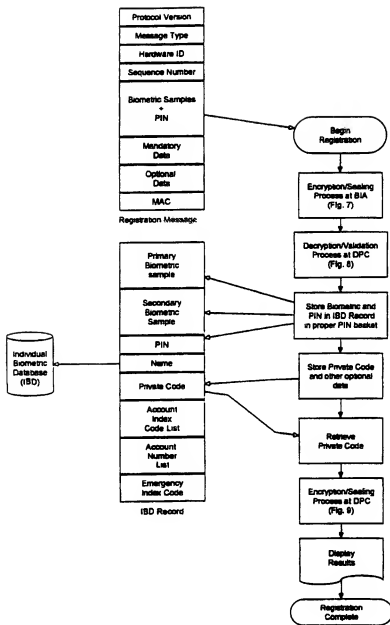 Protocol Version
Message Type
Hardware ID
Sequence Number
Biometric Samples
+
PIN
Mandatory
Data
Optional
Data
MAC
Registration Message
Primary
Biometric
sample
Secondary
Biometric
Sample
PIN
Name
Private Code
Account
Index
Code List
Account
Number
List
Emergency
Index Code
IBD Record
Individual
Biometric
Database
(IBD)
Begin
Registration
Encryption/Sealing
Process at BIA
(Fig. 7)
Decryption/Validation
Process at DPC
(Fig. 8)
Store Biometric and
PIN in IBD Record
in proper PIN basket
Store Private Code
and other optional
data
Retrieve
Private Code
Encryption/Sealing
Process at DPC
(Fig. 9)
Display
Results
Registration
Complete